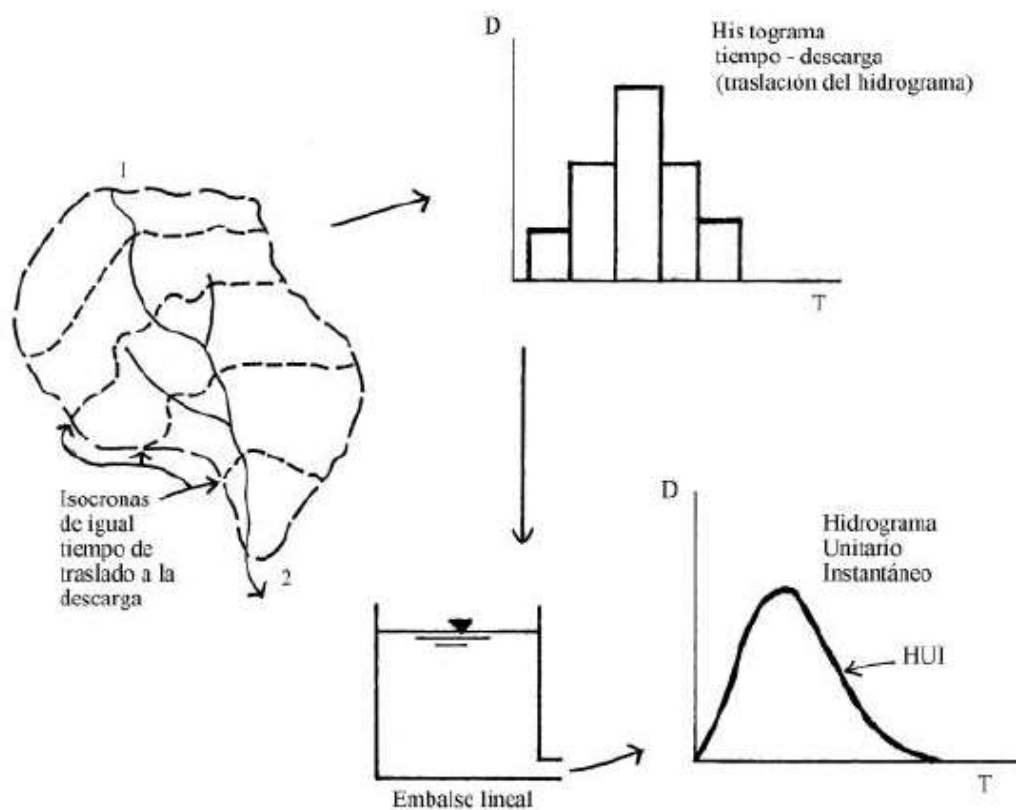 D
His tograma
tiempo - descarga
(traslación del hidrograma)
T
1
Isocronas
de igual
tiempo de
traslado a la
descarga
2
D
Hidrograma
Unitario
Instantáneo
HUI
T
Embalse lineal